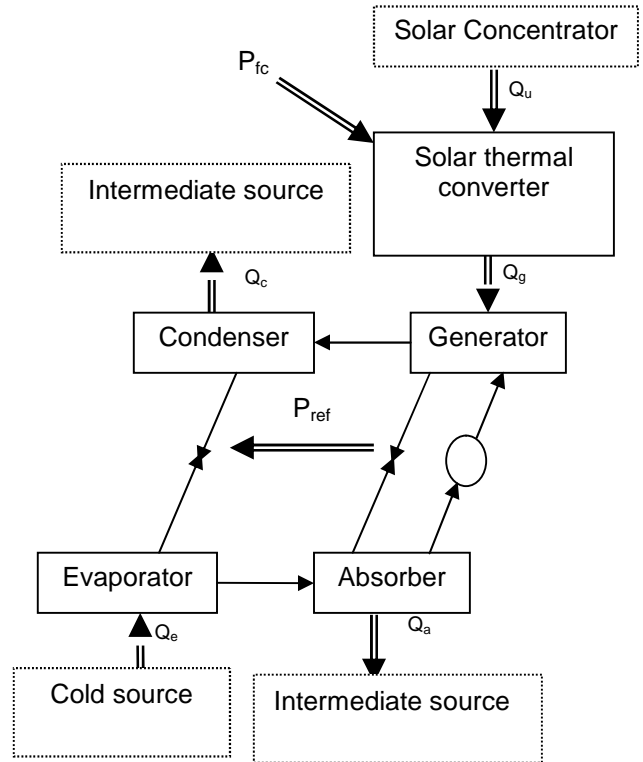 Solar Concentrator
P_fc
Q_u
Solar thermal
converter
Intermediate source
Q_c
Q_g
Condenser
Generator
P_ref
Evaporator
Absorber
Q_e
Q_a
Cold source
Intermediate source